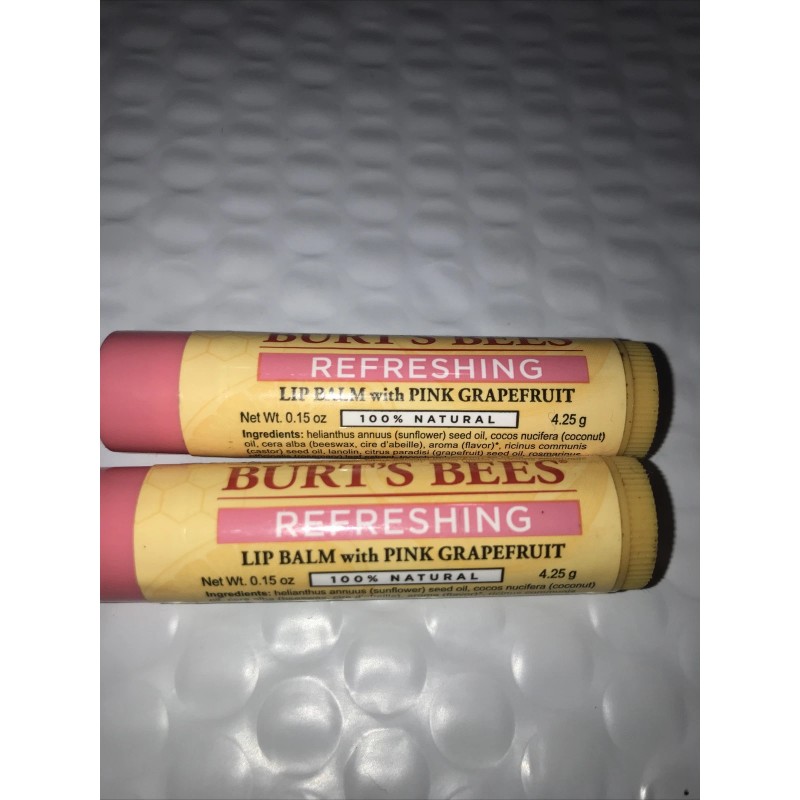 BURT'S BEES
REFRESHING
LIP BALM with PINK GRAPEFRUIT
Net Wt. 0.15 oz 100% NATURAL 4.25 g
Ingredients: helianthus annuus (sunflower) seed oil, cocos nucifera (coconut)
oil, cera alba (beeswax, cire d'abeille), aroma (flavor)*, ricinus communis
(castor) seed oil, lanolin, citrus paradisi (grapefruit) seed oil, rosmarinus
BURT'S BEES®
REFRESHING
LIP BALM with PINK GRAPEFRUIT
Net Wt. 0.15 oz 100% NATURAL 4.25 g
Ingredients: helianthus annuus (sunflower) seed oil, cocos nucifera (coconut)